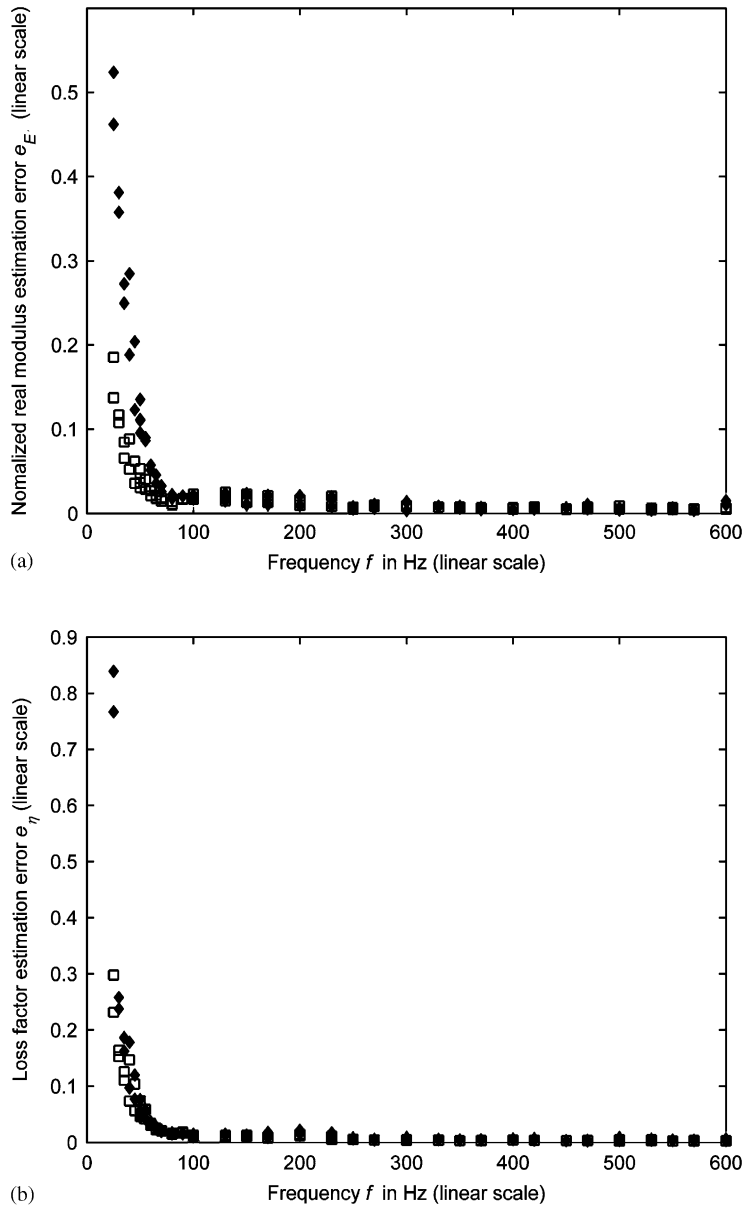 Nomalized real modulus estimation error e E' (linear scale)
0.5
0.4
0.3
0.2
0.1
0
0 100 200 300 400 500 600
(a)
Frequency f in Hz (linear scale)
Loss factor estimation error e η (linear scale)
0.9
0.8
0.7
0.6
0.5
0.4
0.3
0.2
0.1
0
0 100 200 300 400 500 600
(b)
Frequency f in Hz (linear scale)